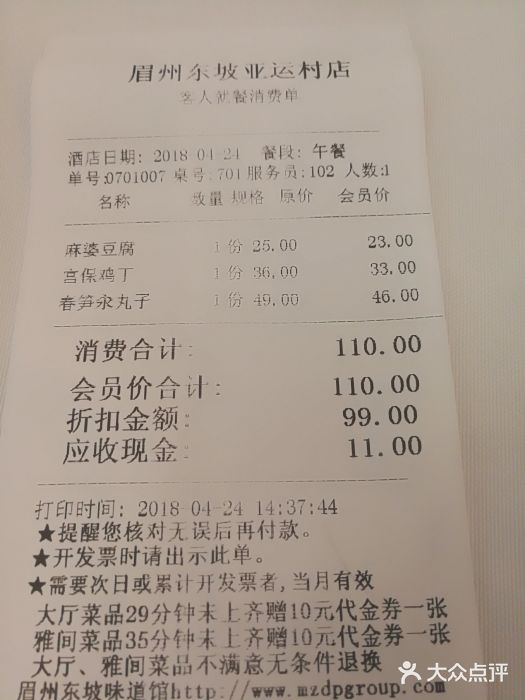 眉州东坡亚运村店
客人就餐消费单
酒店日期: 2018-04-24 餐段: 午餐
单号:0701007 桌号:701 服务员:102 人数:1
名称 数量 规格 原价 会员价
麻婆豆腐 1 份 25.00 23.00
宫保鸡丁 1 份 36.00 33.00
春笋汆丸子 1 份 49.00 46.00
消费合计: 110.00
会员价合计: 110.00
折扣金额: 99.00
应收现金: 11.00
打印时间: 2018-04-24 14:37:44
★提醒您核对无误后再付款。
★开发票时请出示此单。
★需要次日或累计开发票者,当月有效
大厅菜品29分钟未上齐赠10元代金券一张
雅间菜品35分钟未上齐赠10元代金券一张
大厅、雅间菜品不满意无条件退换
眉州东坡味道馆http://www.mzdpgroup.com
大众点评